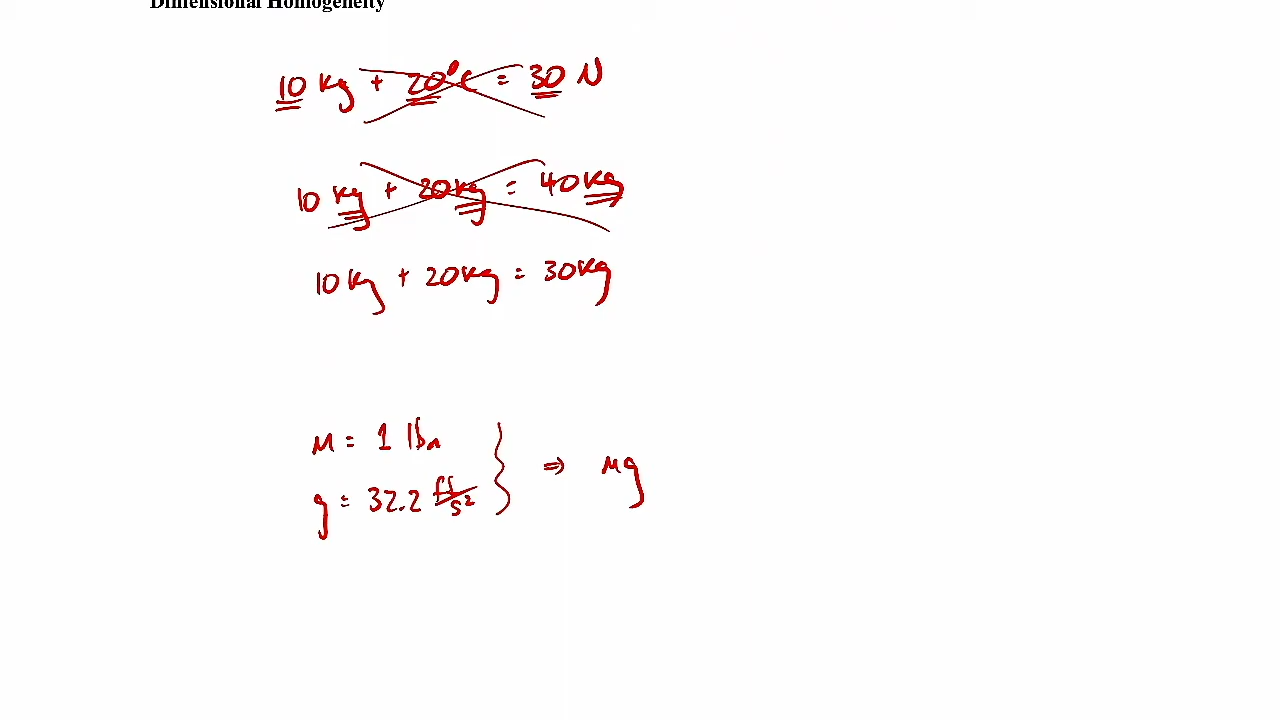 Dimensional Homogeneity
10 kg + 20°C = 30 N
10 kg + 20 kg = 40 kg
10 kg + 20 kg = 30 kg
m = 1 lbm
g = 32.2 ft/s² } ⇒ mg